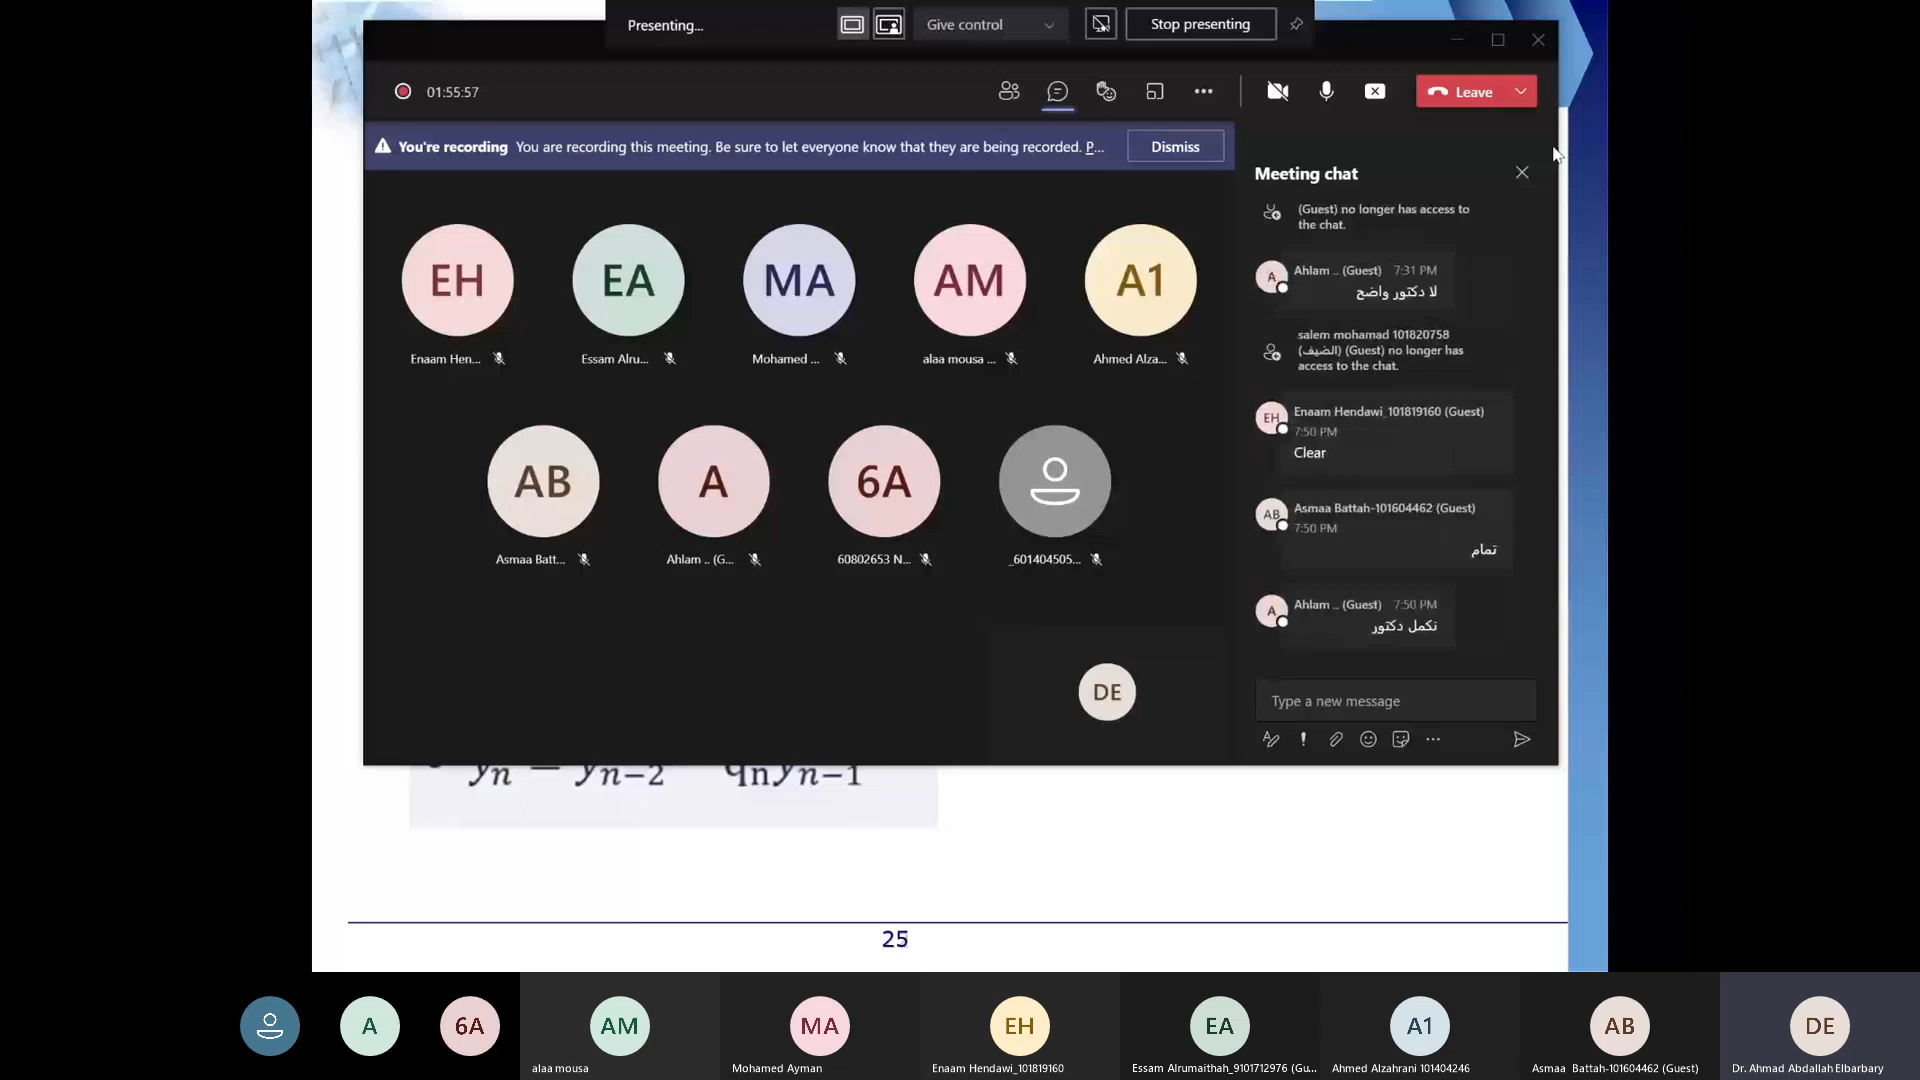 Presenting...
Give control
Stop presenting
01:55:57
Leave
You're recording You are recording this meeting. Be sure to let everyone know that they are being recorded. P...
Dismiss
Meeting chat
(Guest) no longer has access to
the chat.
A
Ahlam .. (Guest) 7:31 PM
لا دكتور واضح
salem mohamad 101820758
(الضيف) (Guest) no longer has
access to the chat.
EH
Enaam Hendawi_101819160 (Guest)
7:50 PM
Clear
AB
Asmaa Battah-101604462 (Guest)
7:50 PM
تمام
A
Ahlam .. (Guest) 7:50 PM
تكمل دكتور
Type a new message
EH
EA
MA
AM
A1
Enaam Hen...
Essam Alru...
Mohamed ...
alaa mousa ...
Ahmed Alza...
AB
A
6A
Asmaa Batt...
Ahlam .. (G...
60802653 N...
_601404505...
DE
25
A
6A
AM
MA
EH
EA
A1
AB
DE
alaa mousa
Mohamed Ayman
Enaam Hendawi_101819160
Essam Alrumaithah_9101712976 (Gu...
Ahmed Alzahrani 101404246
Asmaa Battah-101604462 (Guest)
Dr. Ahmad Abdallah Elbarbary